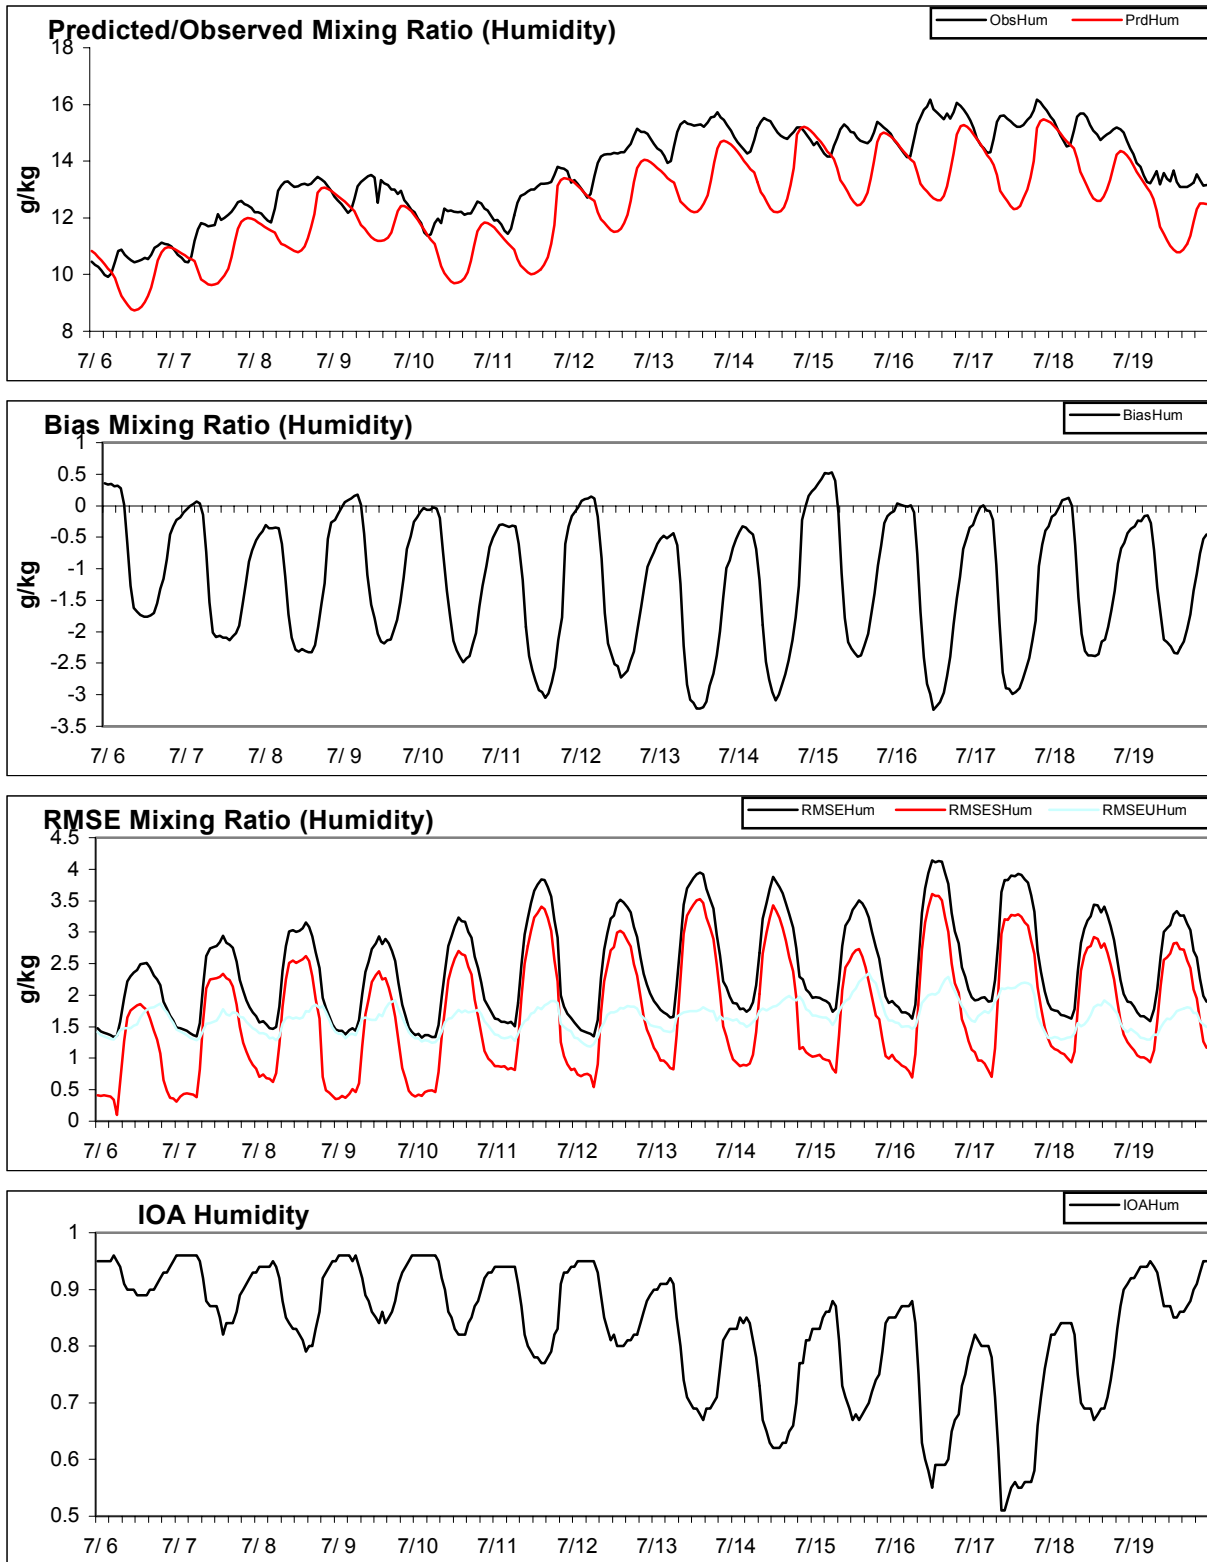 Predicted/Observed Mixing Ratio (Humidity)
ObsHum PrdHum
g/kg
18
16
14
12
10
8
7/ 6 7/ 7 7/ 8 7/ 9 7/10 7/11 7/12 7/13 7/14 7/15 7/16 7/17 7/18 7/19
Bias Mixing Ratio (Humidity)
BiasHum
g/kg
1
0.5
0
-0.5
-1
-1.5
-2
-2.5
-3
-3.5
7/ 6 7/ 7 7/ 8 7/ 9 7/10 7/11 7/12 7/13 7/14 7/15 7/16 7/17 7/18 7/19
RMSE Mixing Ratio (Humidity)
RMSEHum RMSESHum RMSEUHum
g/kg
4.5
4
3.5
3
2.5
2
1.5
1
0.5
0
7/ 6 7/ 7 7/ 8 7/ 9 7/10 7/11 7/12 7/13 7/14 7/15 7/16 7/17 7/18 7/19
IOA Humidity
IOAHum
1
0.9
0.8
0.7
0.6
0.5
7/ 6 7/ 7 7/ 8 7/ 9 7/10 7/11 7/12 7/13 7/14 7/15 7/16 7/17 7/18 7/19